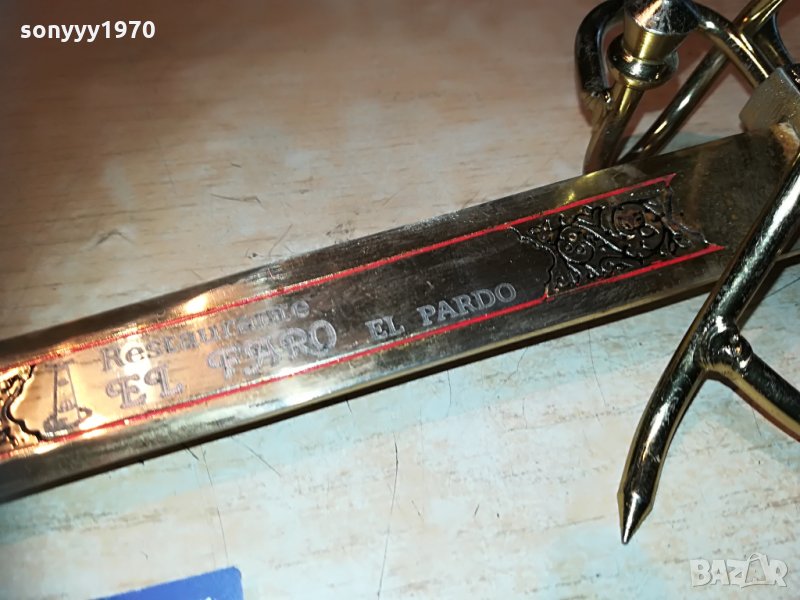 sonyyy1970
Restaurante
EL FARO EL PARDO
BAZAR